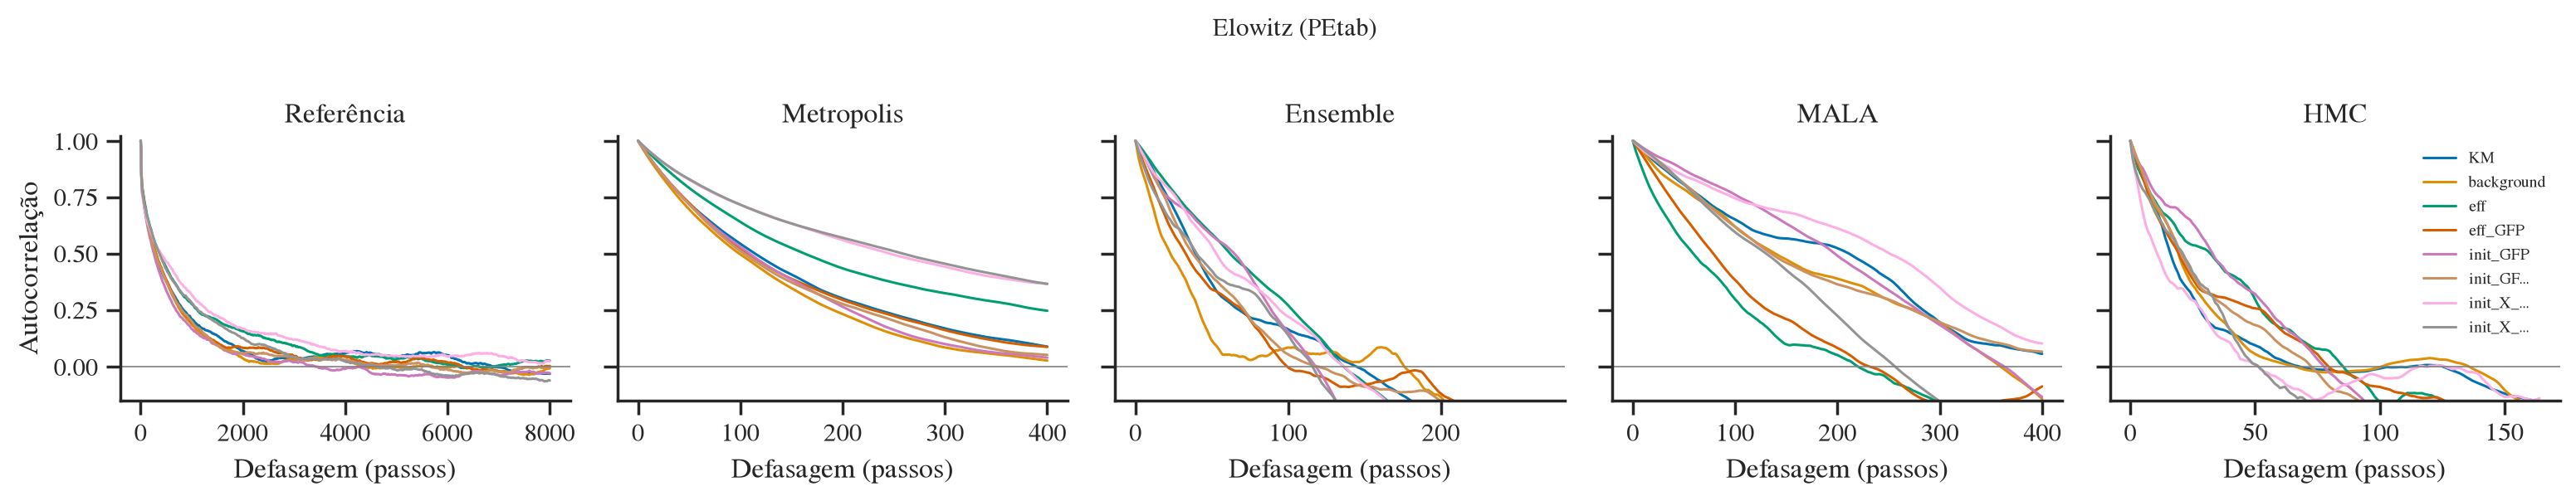 Elowitz (PEtab)
Referência
Metropolis
Ensemble
MALA
HMC
1.00
0.75
0.50
0.25
0.00
Autocorrelação
KM
background
eff
eff_GFP
init_GFP
init_GF...
init_X_...
init_X_...
0 2000 4000 6000 8000
0 100 200 300 400
0 100 200
0 100 200 300 400
0 50 100 150
Defasagem (passos)
Defasagem (passos)
Defasagem (passos)
Defasagem (passos)
Defasagem (passos)